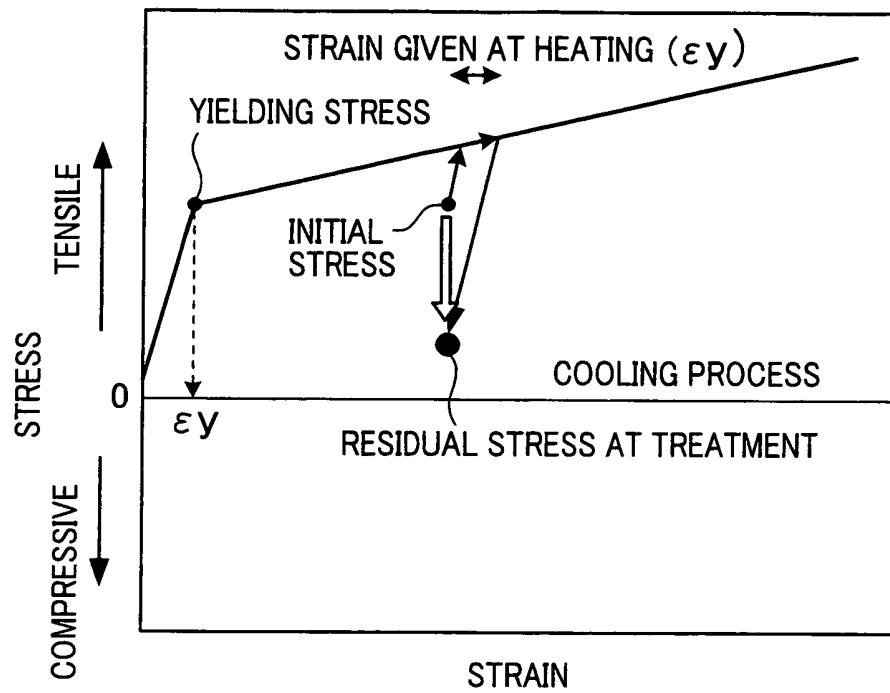 STRAIN GIVEN AT HEATING (εy)
YIELDING STRESS
TENSILE
INITIAL
STRESS
STRESS
0
εy
COOLING PROCESS
RESIDUAL STRESS AT TREATMENT
COMPRESSIVE
STRAIN